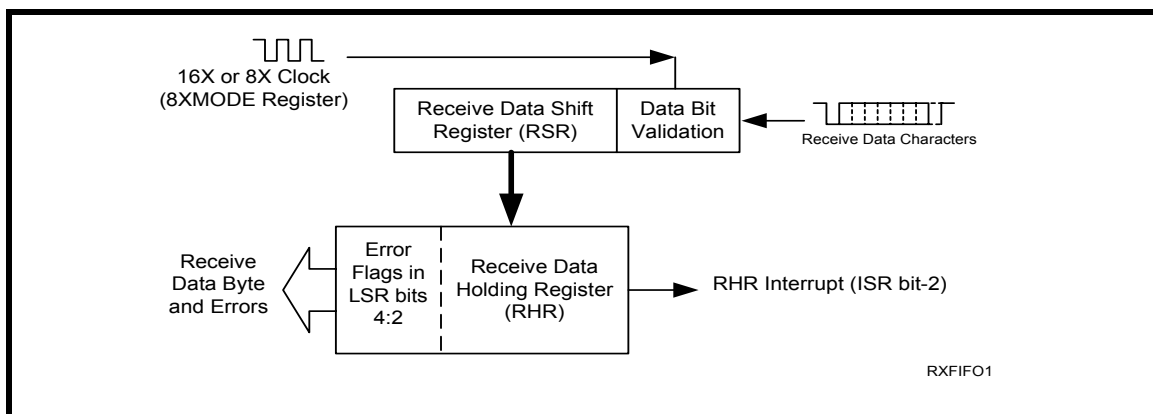 16X or 8X Clock
(8XMODE Register)
Receive Data Shift
Register (RSR)
Data Bit
Validation
Receive Data Characters
Receive
Data Byte
and Errors
Error
Flags in
LSR bits
4:2
Receive Data
Holding Register
(RHR)
RHR Interrupt (ISR bit-2)
RXFIFO1